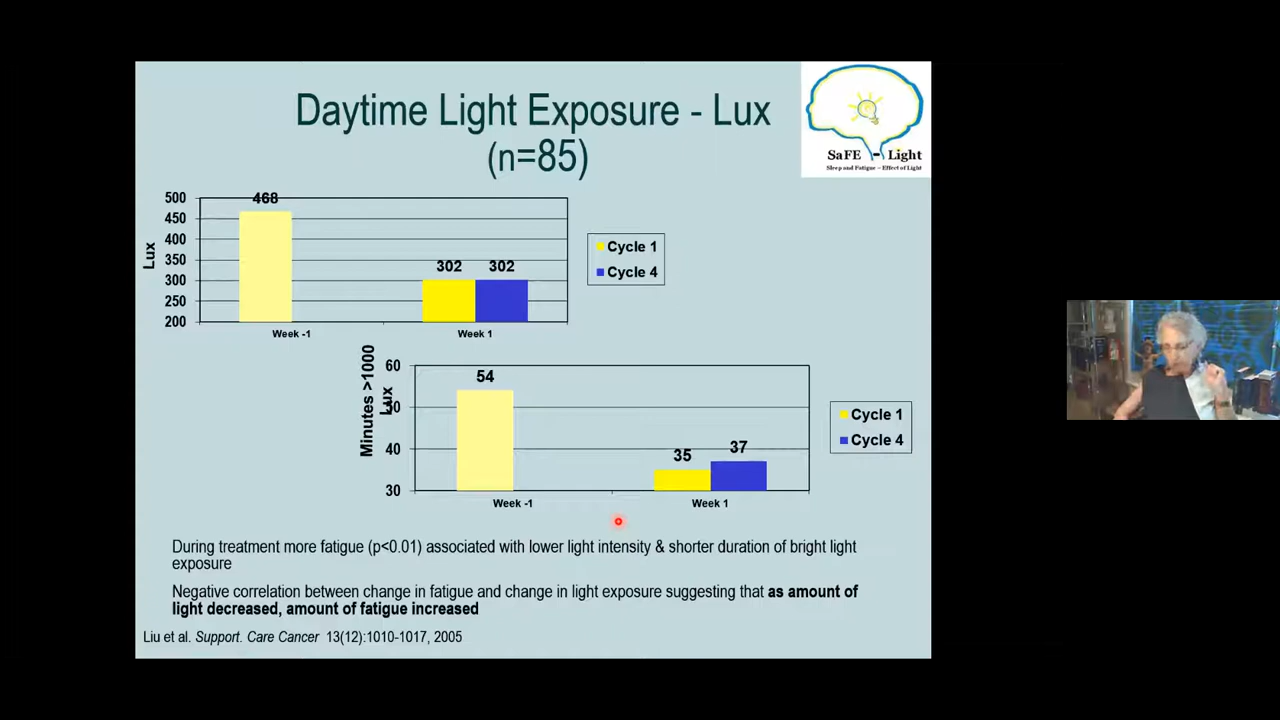 Daytime Light Exposure - Lux
(n=85)
SaFE - Light
Sleep and Fatigue - Effect of Light
500
450
400
350
300
250
200
Lux
468
302
302
Week -1
Week 1
Cycle 1
Cycle 4
Minutes >1000
Lux
60
50
40
30
54
35
37
Week -1
Week 1
Cycle 1
Cycle 4
During treatment more fatigue (p<0.01) associated with lower light intensity & shorter duration of bright light
exposure
Negative correlation between change in fatigue and change in light exposure suggesting that as amount of
light decreased, amount of fatigue increased
Liu et al. Support. Care Cancer 13(12):1010-1017, 2005